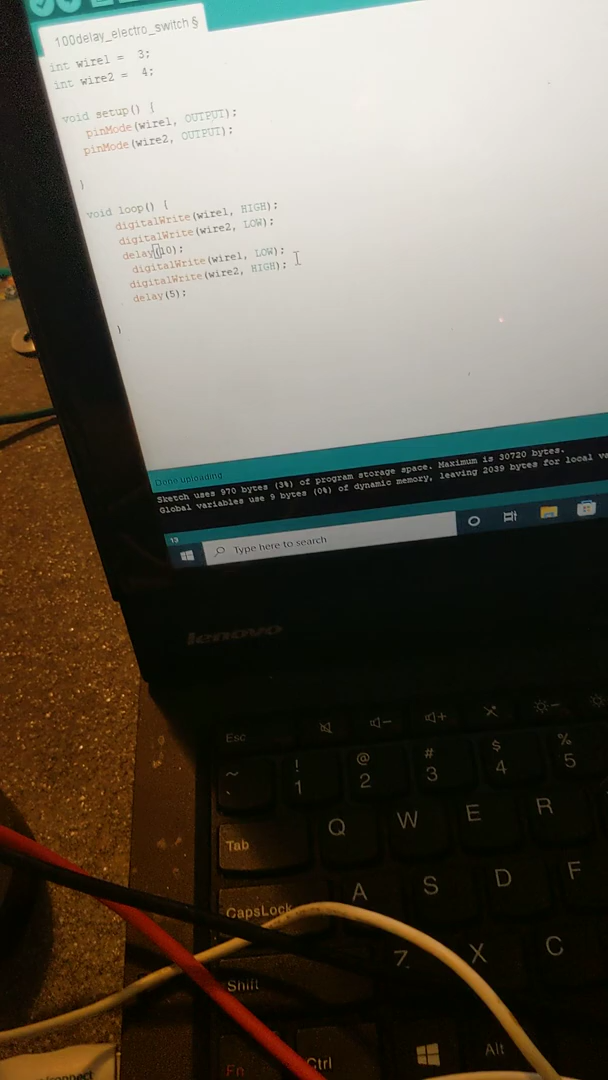 100delay_electro_switch §
int wire1 = 3;
int wire2 = 4;
void setup() {
pinMode(wire1, OUTPUT);
pinMode(wire2, OUTPUT);
}
void loop() {
digitalWrite(wire1, HIGH);
digitalWrite(wire2, LOW);
delay(10);
digitalWrite(wire1, LOW);
digitalWrite(wire2, HIGH);
delay(5);
}
Done uploading
Sketch uses 970 bytes (3%) of program storage space. Maximum is 30720 bytes.
Global variables use 9 bytes (0%) of dynamic memory, leaving 2039 bytes for local
13
Type here to search
lenovo
Esc
~ ! @ # $ %
` 1 2 3 4 5
Tab Q W E R
CapsLock A S D F
Shift Z X C
Fn Ctrl Alt